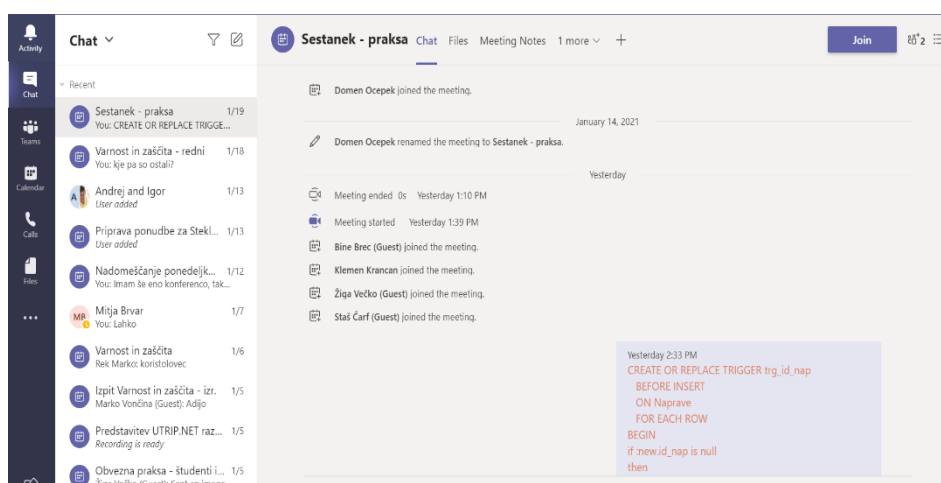 Activity
Chat
Teams
Calendar
Calls
Files
Chat
Recent
Sestanek - praksa 1/19
You: CREATE OR REPLACE TRIGGE...
Varnost in zaščita - redni 1/18
You: kje pa so ostali?
Andrej and Igor 1/13
User added
Priprava ponudbe za Stekl... 1/13
User added
Nadomeščanje ponedeljk... 1/12
You: Imam še eno konferenco, tak...
MB Mitja Brvar 1/7
You: Lahko
Varnost in zaščita 1/6
Rek Marko: koristolovec
Izpit Varnost in zaščita - izr. 1/5
Marko Vončina (Guest): Adijo
Predstavitev UTRIP.NET raz... 1/5
Recording is ready
Obvezna praksa - študenti i... 1/5
Sestanek - praksa Chat Files Meeting Notes 1 more + Join 2
Domen Ocepek joined the meeting.
January 14, 2021
Domen Ocepek renamed the meeting to Sestanek - praksa.
Yesterday
Meeting ended 0s Yesterday 1:10 PM
Meeting started Yesterday 1:39 PM
Bine Brec (Guest) joined the meeting.
Klemen Krancan joined the meeting.
Žiga Večko (Guest) joined the meeting.
Staš Čarf (Guest) joined the meeting.
Yesterday 2:33 PM
CREATE OR REPLACE TRIGGER trg_id_nap
BEFORE INSERT
ON Naprave
FOR EACH ROW
BEGIN
if :new.id_nap is null
then